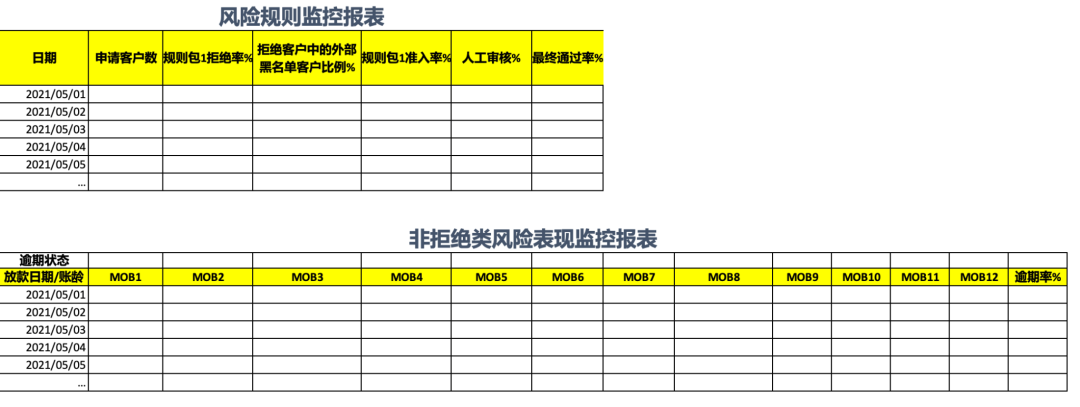 风险规则监控报表
日期 申请客户数 规则包1拒绝率% 拒绝客户中的外部黑名单客户比例% 规则包1准入率% 人工审核% 最终通过率%
2021/05/01
2021/05/02
2021/05/03
2021/05/04
2021/05/05
...
非拒绝类风险表现监控报表
逾期状态
放款日期/账龄 MOB1 MOB2 MOB3 MOB4 MOB5 MOB6 MOB7 MOB8 MOB9 MOB10 MOB11 MOB12 逾期率%
2021/05/01
2021/05/02
2021/05/03
2021/05/04
2021/05/05
...